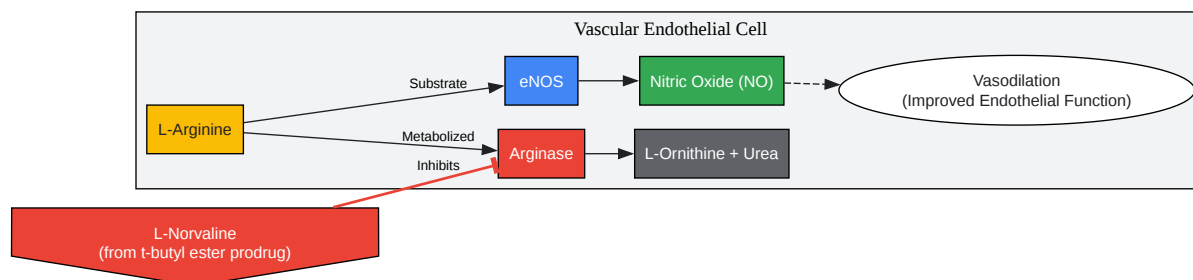 Vascular Endothelial Cell
L-Arginine
Substrate
eNOS
Nitric Oxide (NO)
Vasodilation
(Improved Endothelial Function)
Metabolized
Arginase
L-Ornithine + Urea
Inhibits
L-Norvaline
(from t-butyl ester prodrug)